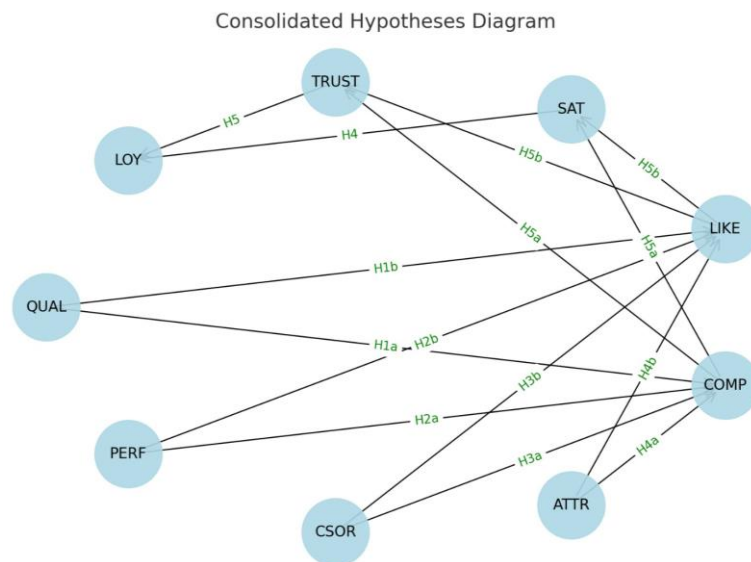 Consolidated Hypotheses Diagram
TRUST
SAT
H5
H4
LOY
H5b
H5b
LIKE
H5a
H5a
H1b
QUAL
H1a
H2b
H4b
H3b
COMP
H2a
PERF
H4a
H3a
ATTR
CSOR